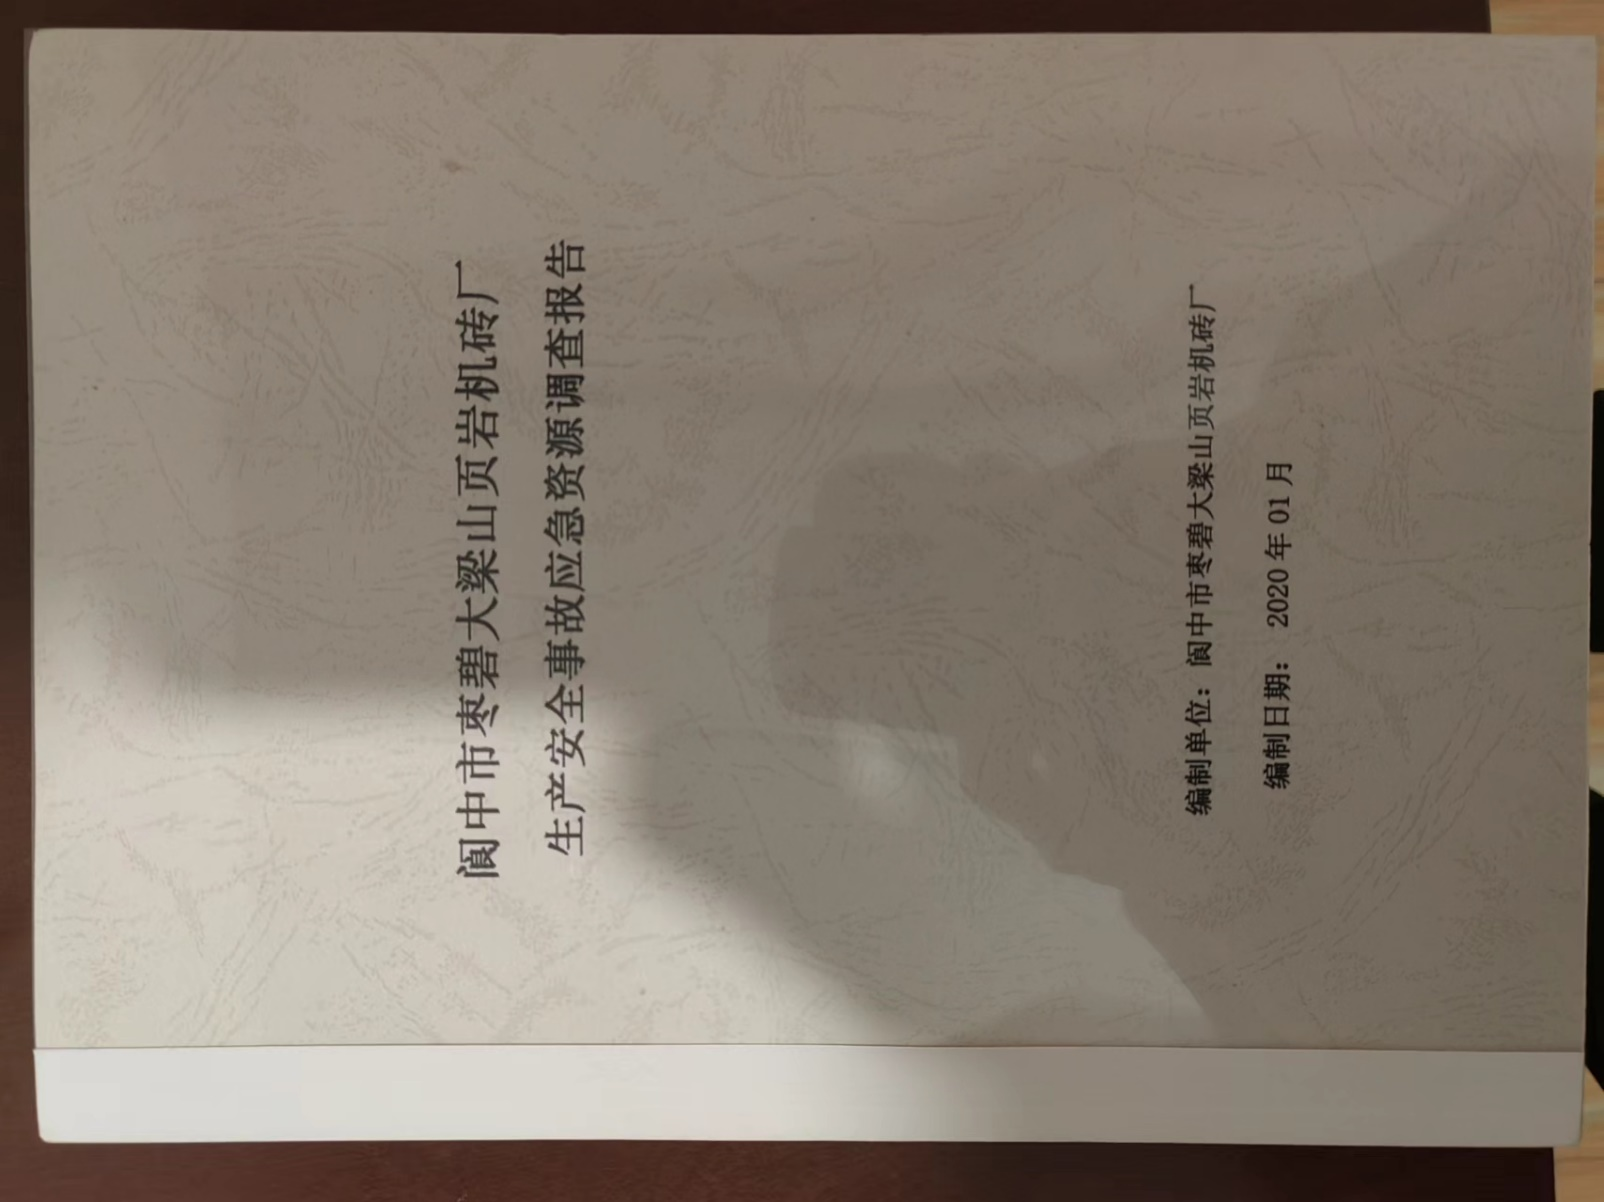 阆中市枣碧大梁山页岩机砖厂
生产安全事故应急资源调查报告
编制单位：阆中市枣碧大梁山页岩机砖厂
编制日期：2020年01月